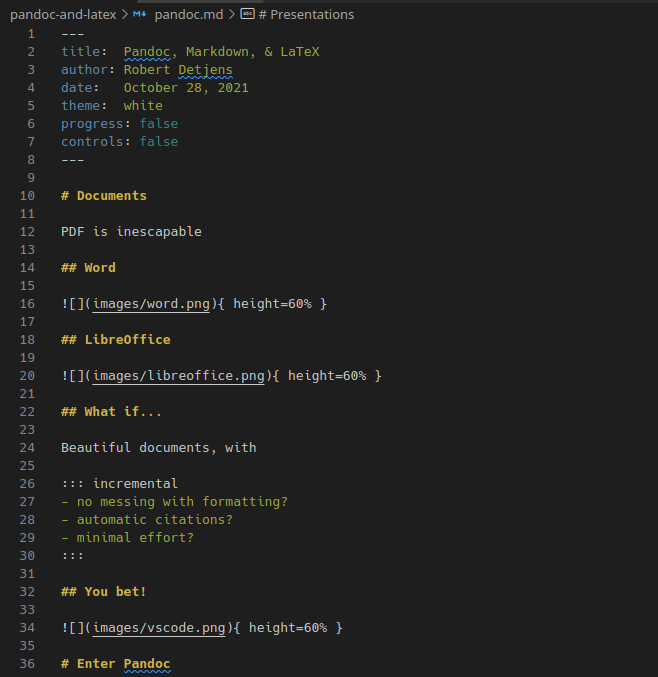 pandoc-and-latex > pandoc.md > # Presentations
1 ---
2 title: Pandoc, Markdown, & LaTeX
3 author: Robert Detjens
4 date: October 28, 2021
5 theme: white
6 progress: false
7 controls: false
8 ---
9
10 # Documents
11
12 PDF is inescapable
13
14 ## Word
15
16 ![](images/word.png){ height=60% }
17
18 ## LibreOffice
19
20 ![](images/libreoffice.png){ height=60% }
21
22 ## What if...
23
24 Beautiful documents, with
25
26 ::: incremental
27 - no messing with formatting?
28 - automatic citations?
29 - minimal effort?
30 :::
31
32 ## You bet!
33
34 ![](images/vscode.png){ height=60% }
35
36 # Enter Pandoc